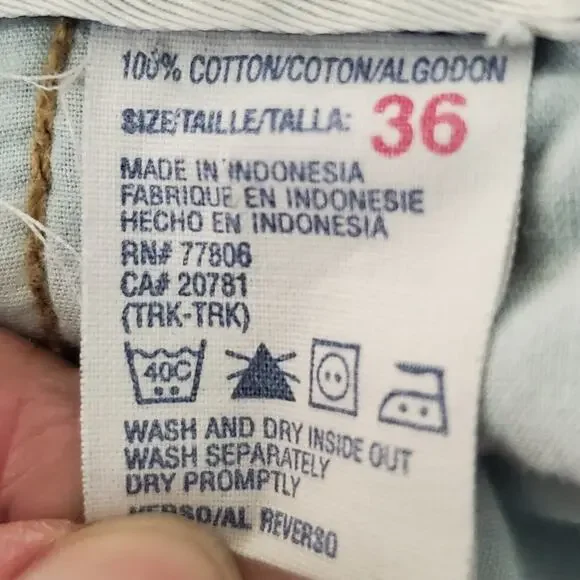 100% COTTON/COTON/ALGODON
SIZE/TAILLE/TALLA: 36
MADE IN INDONESIA
FABRIQUE EN INDONESIE
HECHO EN INDONESIA
RN# 77806
CA# 20781
(TRK-TRK)
40C
WASH AND DRY INSIDE OUT
WASH SEPARATELY
DRY PROMPTLY
VERSO/AL REVERSO